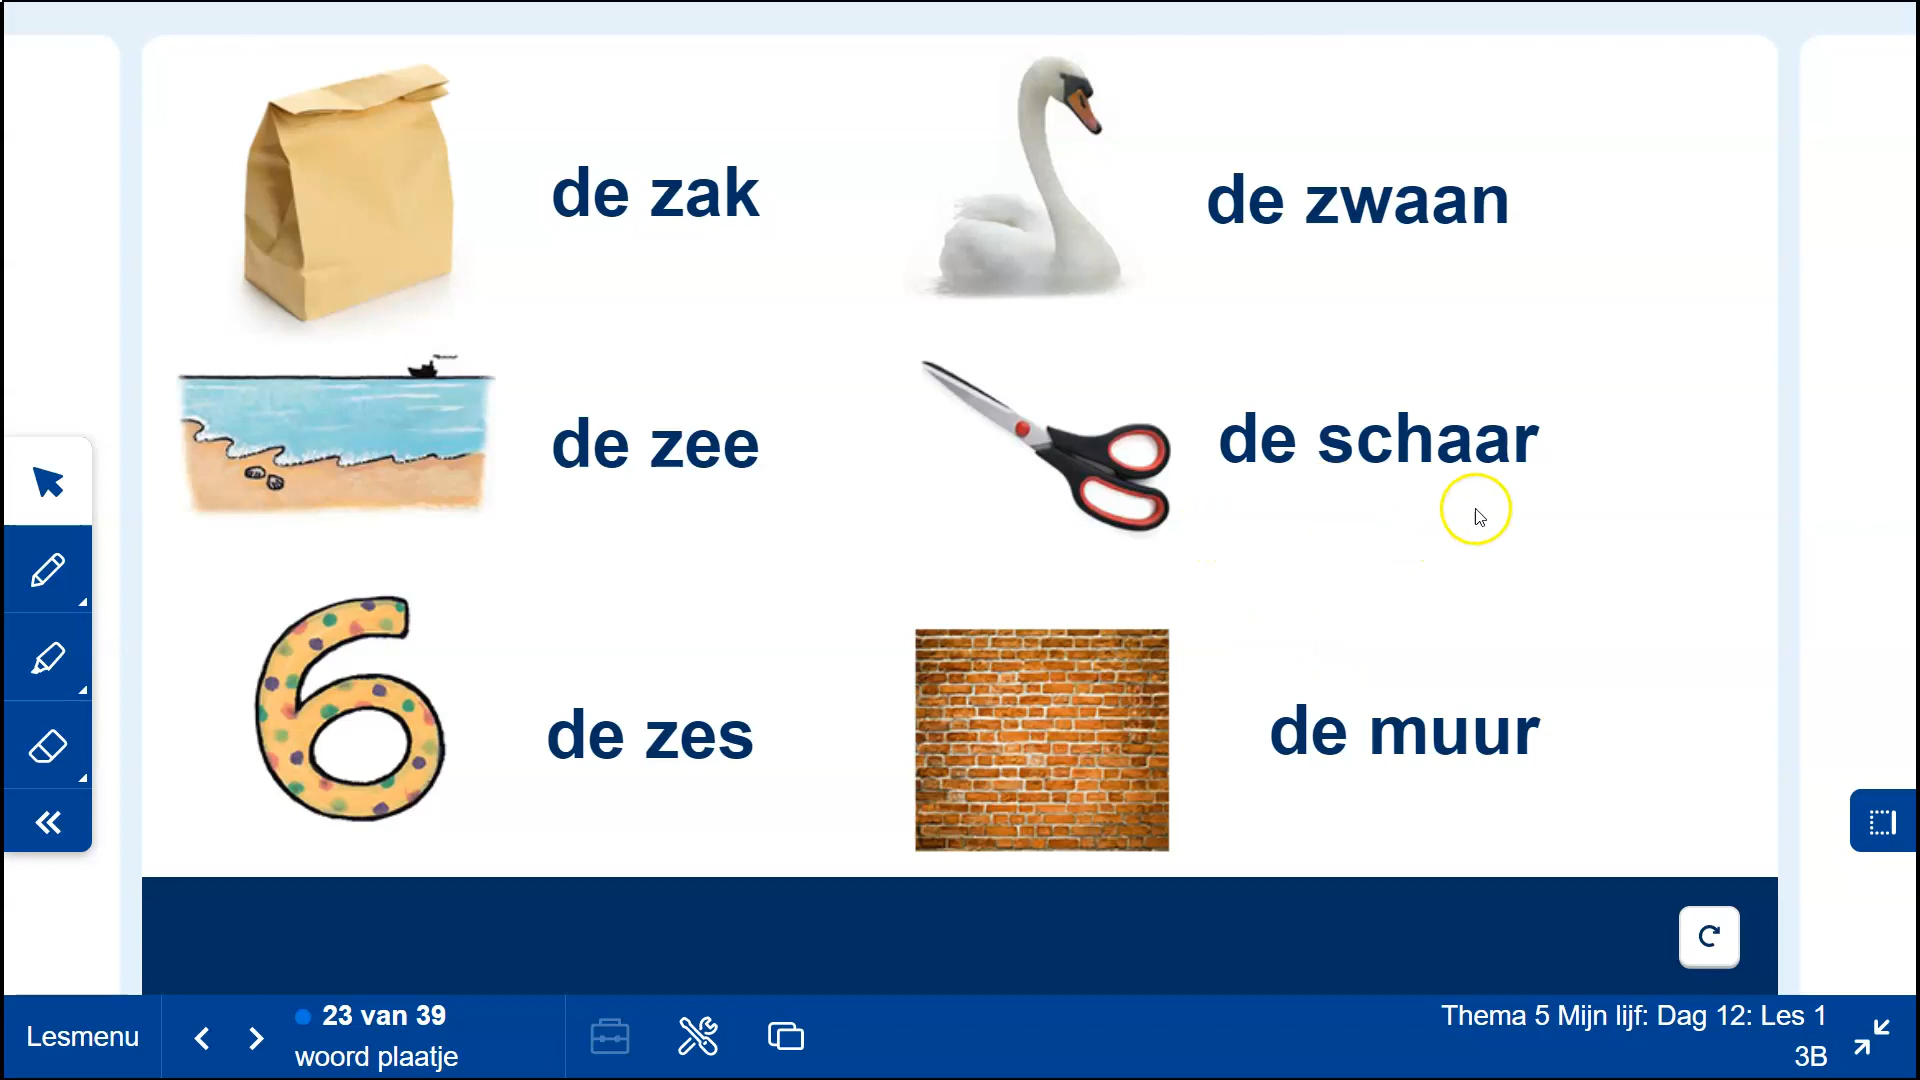 de zak
de zwaan
de zee
de schaar
de zes
de muur
Lesmenu
23 van 39
woord plaatje
Thema 5 Mijn lijf: Dag 12: Les 1
3B